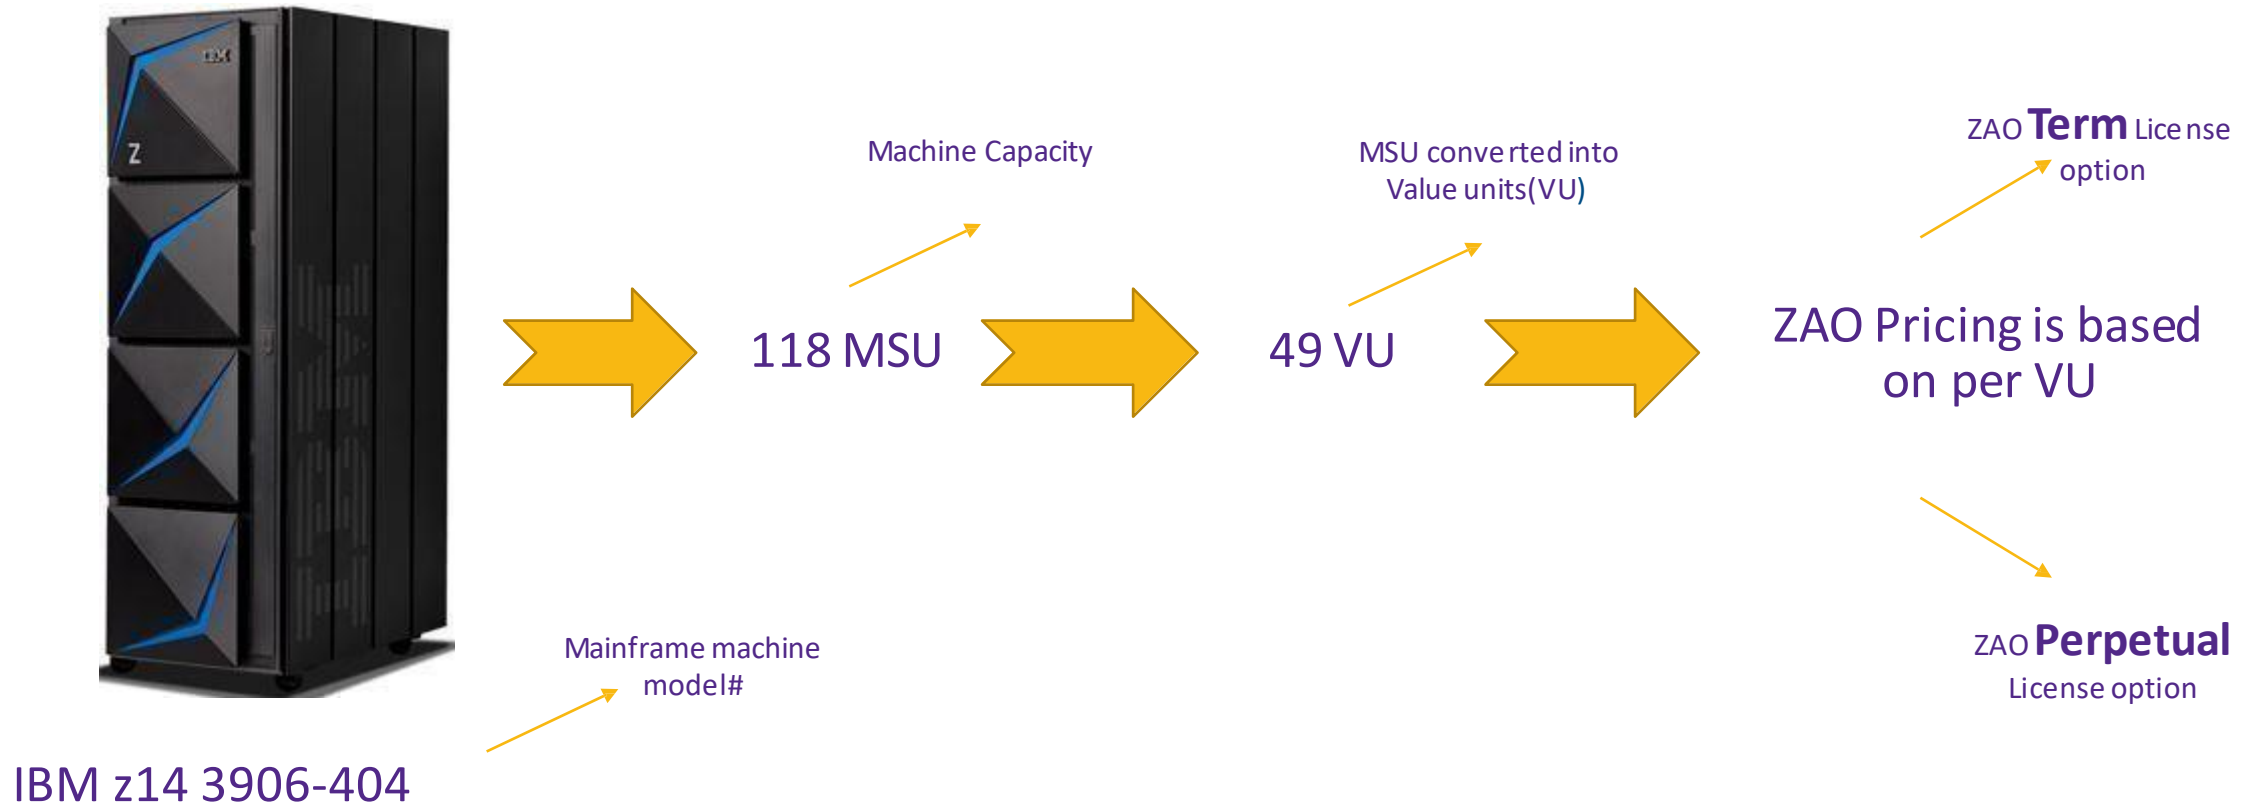 IBM
Z
IBM z14 3906-404
Mainframe machine
model#
118 MSU
Machine Capacity
49 VU
MSU converted into
Value units(VU)
ZAO Pricing is based
on per VU
ZAO Term License
option
ZAO Perpetual
License option